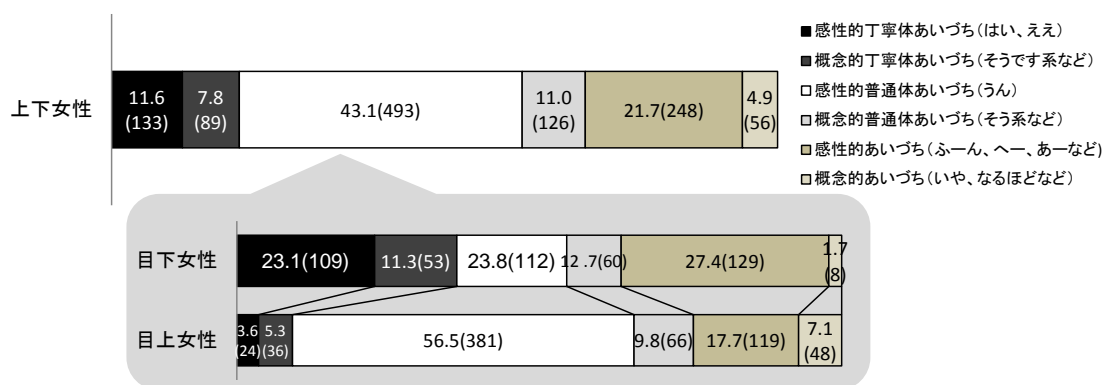 感性的丁寧体あいづち(はい、ええ)
概念的丁寧体あいづち(そうです系など)
感性的普通体あいづち(うん)
概念的普通体あいづち(そう系など)
感性的あいづち(ふーん、へー、あーなど)
概念的あいづち(いや、なるほどなど)
上下女性
11.6
(133)
7.8
(89)
43.1(493)
11.0
(126)
21.7(248)
4.9
(56)
目下女性
23.1(109)
11.3(53)
23.8(112)
12.7(60)
27.4(129)
1.7
(8)
目上女性
3.6
(24)
5.3
(36)
56.5(381)
9.8(66)
17.7(119)
7.1
(48)